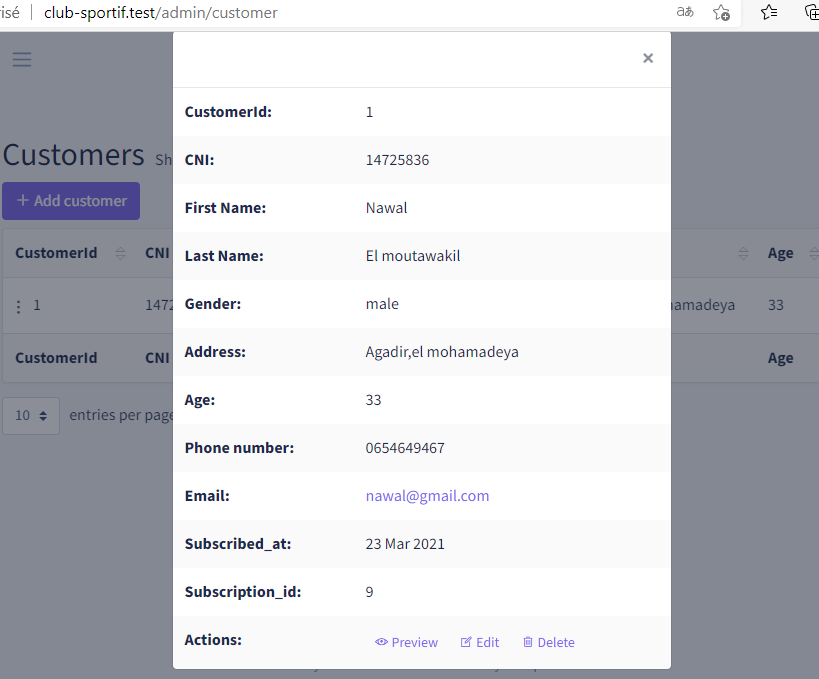 risé club-sportif.test/admin/customer
×
Customers Sh
+ Add customer
CustomerId CNI Age
1 1472 hamadeya 33
CustomerId CNI Age
10 entries per page
CustomerId: 1
CNI: 14725836
First Name: Nawal
Last Name: El moutawakil
Gender: male
Address: Agadir,el mohamadeya
Age: 33
Phone number: 0654649467
Email: nawal@gmail.com
Subscribed_at: 23 Mar 2021
Subscription_id: 9
Actions: Preview Edit Delete